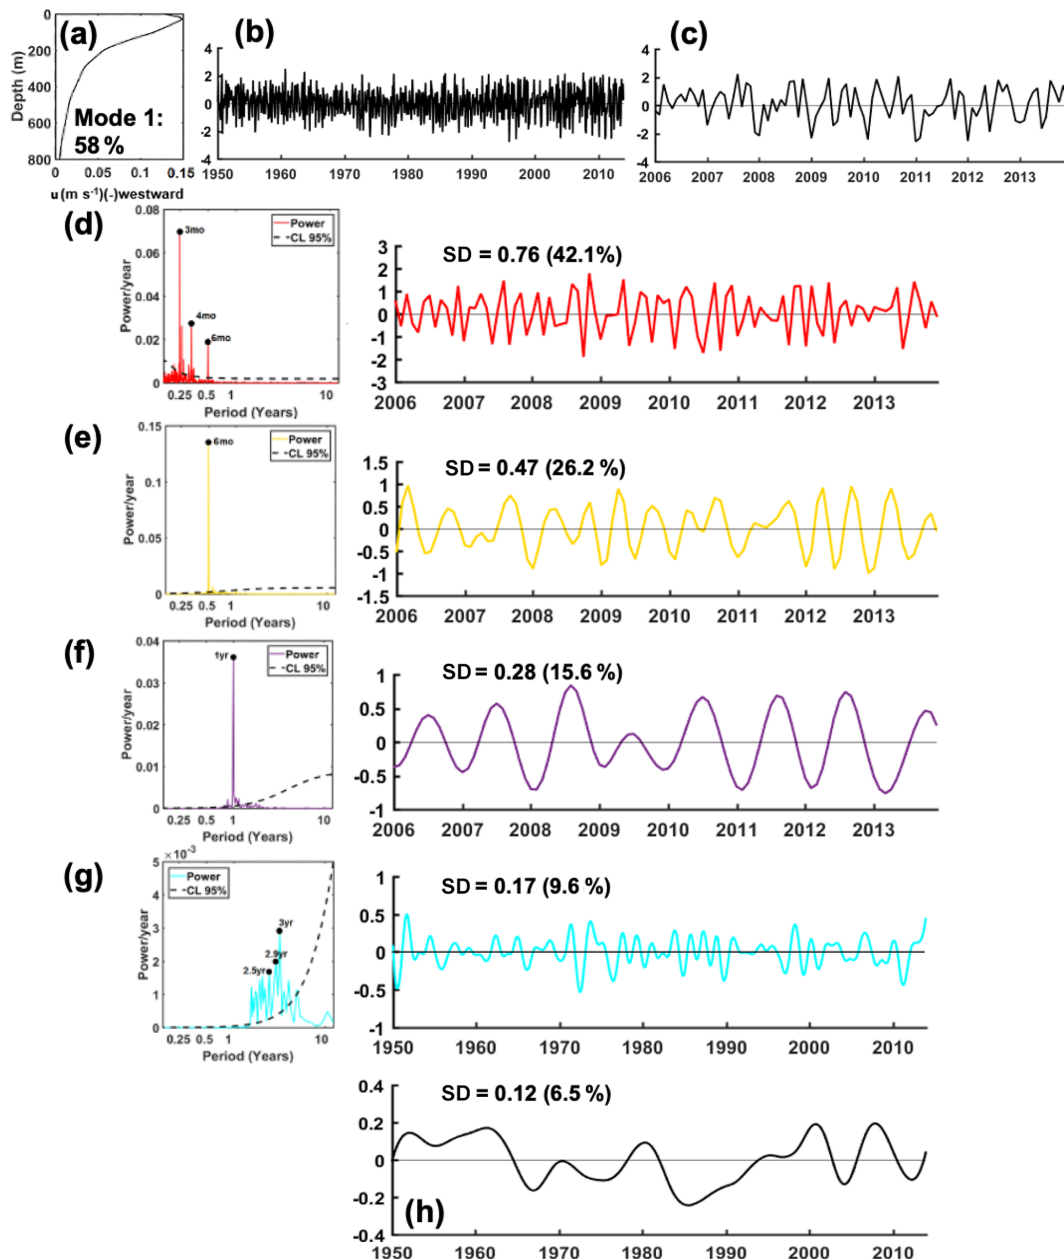 (a)
(b)
(c)
0
200
400
600
800
Depth (m)
Mode 1:
58 %
0 0.05 0.1 0.15
u (m s-1)(-)westward
4
2
0
-2
-4
1950 1960 1970 1980 1990 2000 2010
4
2
0
-2
-4
2006 2007 2008 2009 2010 2011 2012 2013
(d)
0.08
0.06
0.04
0.02
0
Power/year
3mo
4mo
6mo
Power
CL 95%
0.25 0.5 1 10
Period (Years)
SD = 0.76 (42.1%)
3
2
1
0
-1
-2
-3
2006 2007 2008 2009 2010 2011 2012 2013
(e)
0.15
0.1
0.05
0
Power/year
6mo
Power
CL 95%
0.25 0.5 1 10
Period (Years)
SD = 0.47 (26.2 %)
1.5
1
0.5
0
-0.5
-1
-1.5
2006 2007 2008 2009 2010 2011 2012 2013
(f)
0.04
0.03
0.02
0.01
0
Power/year
1yr
Power
CL 95%
0.25 0.5 1 10
Period (Years)
SD = 0.28 (15.6 %)
1
0.5
0
-0.5
-1
2006 2007 2008 2009 2010 2011 2012 2013
(g)
×10-3
5
4
3
2
1
0
Power/year
Power
CL 95%
3yr
2.9yr
2.5yr
0.25 0.5 1 10
Period (Years)
SD = 0.17 (9.6 %)
1
0.5
0
-0.5
-1
1950 1960 1970 1980 1990 2000 2010
SD = 0.12 (6.5 %)
0.4
0.2
0
-0.2
-0.4
(h)
1950 1960 1970 1980 1990 2000 2010